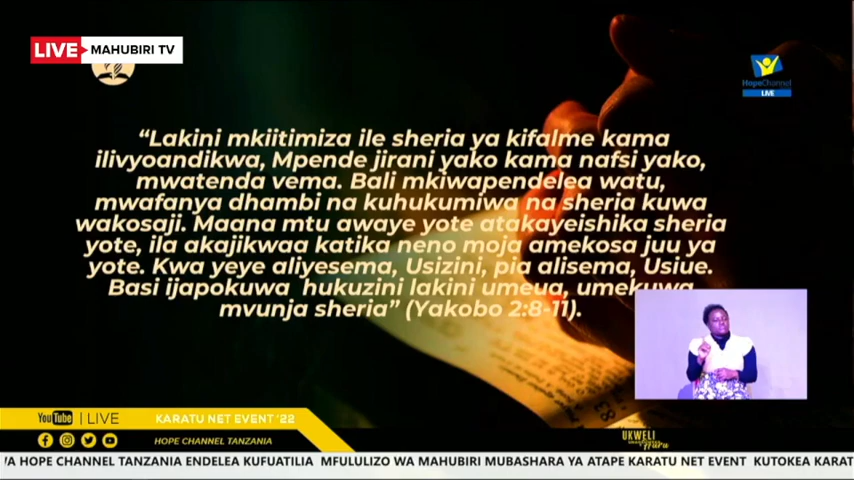 LIVE MAHUBIRI TV
HopeChannel
LIVE
“Lakini mkiitimiza ile sheria ya kifalme kama
ilivyoandikwa, Mpende jirani yako kama nafsi yako,
mwatenda vema. Bali mkiwapendelea watu,
mwafanya dhambi na kuhukumiwa na sheria kuwa
wakosaji. Maana mtu awaye yote atakayeishika sheria
yote, ila akajikwaa katika neno moja amekosa juu ya
yote. Kwa yeye aliyesema, Usizini, pia alisema, Usiue.
Basi ijapokuwa hukuzini lakini umeua, umekuwa
mvunja sheria” (Yakobo 2:8-11).
YouTube | LIVE KARATU NET EVENT '22
HOPE CHANNEL TANZANIA
UKWELI
Huru
'YA HOPE CHANNEL TANZANIA ENDELEA KUFUATILIA MFULULIZO WA MAHUBIRI MUBASHARA YA ATAPE KARATU NET EVENT KUTOKEA KARAT